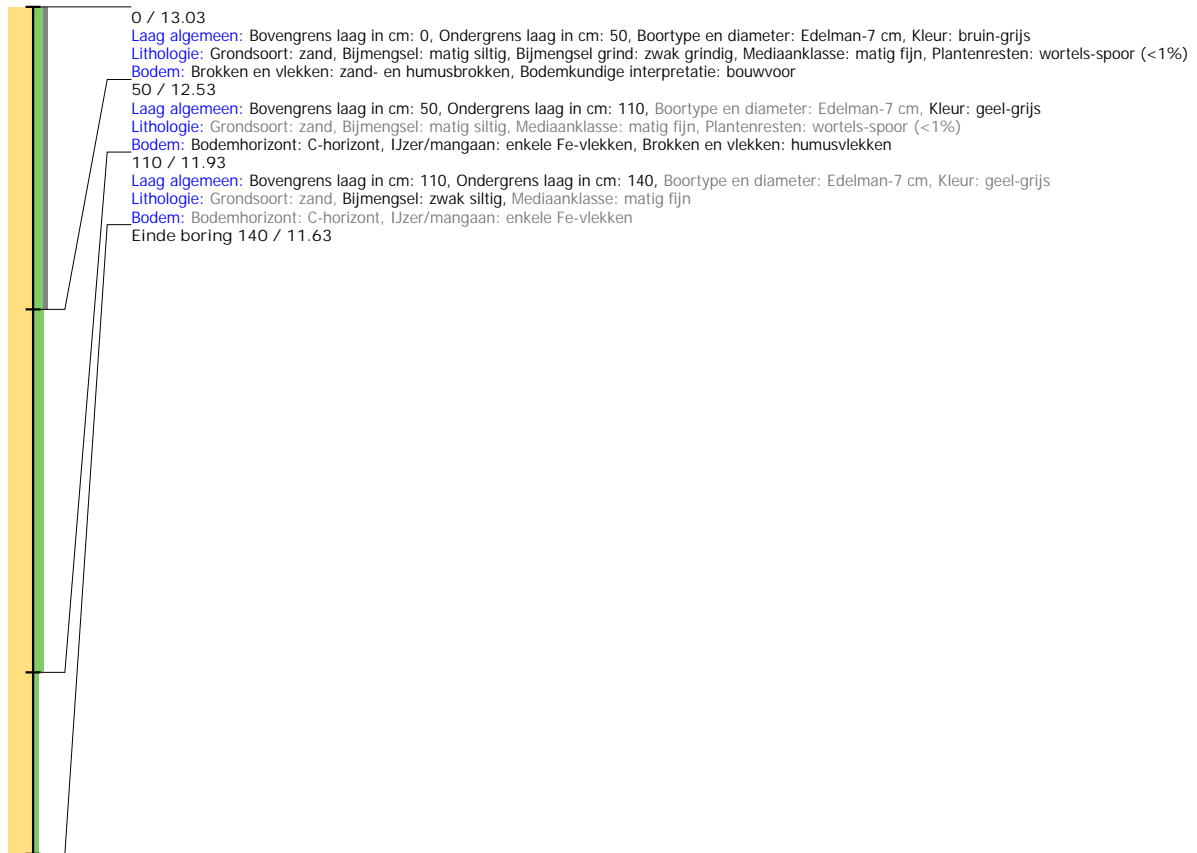 0 / 13.03
Laag algemeen: Bovengrens laag in cm: 0, Ondergrens laag in cm: 50, Boortype en diameter: Edelman-7 cm, Kleur: bruin-grijs
Lithologie: Grondsoort: zand, Bijmengsel: matig siltig, Bijmengsel grind: zwak grindig, Mediaanklasse: matig fijn, Plantenresten: wortels-spoor (<1%)
Bodem: Brokken en vlekken: zand- en humusbrokken, Bodemkundige interpretatie: bouwvoor
50 / 12.53
Laag algemeen: Bovengrens laag in cm: 50, Ondergrens laag in cm: 110, Boortype en diameter: Edelman-7 cm, Kleur: geel-grijs
Lithologie: Grondsoort: zand, Bijmengsel: matig siltig, Mediaanklasse: matig fijn, Plantenresten: wortels-spoor (<1%)
Bodem: Bodemhorizont: C-horizont, IJzer/mangaan: enkele Fe-vlekken, Brokken en vlekken: humusvlekken
110 / 11.93
Laag algemeen: Bovengrens laag in cm: 110, Ondergrens laag in cm: 140, Boortype en diameter: Edelman-7 cm, Kleur: geel-grijs
Lithologie: Grondsoort: zand, Bijmengsel: zwak siltig, Mediaanklasse: matig fijn
Bodem: Bodemhorizont: C-horizont, IJzer/mangaan: enkele Fe-vlekken
Einde boring 140 / 11.63